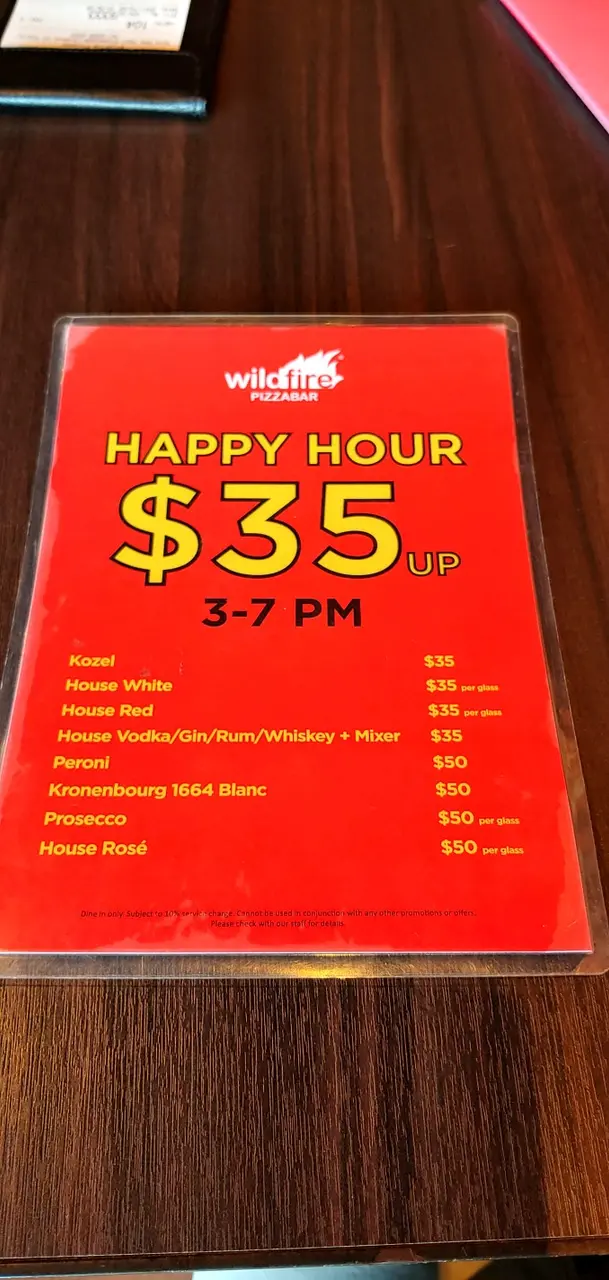 wildfire
PIZZABAR
HAPPY HOUR
$35 UP
3-7 PM
Kozel $35
House White $35 per glass
House Red $35 per glass
House Vodka/Gin/Rum/Whiskey + Mixer $35
Peroni $50
Kronenbourg 1664 Blanc $50
Prosecco $50 per glass
House Rosé $50 per glass
Dine in only. Subject to 10% service charge. Cannot be used in conjunction with any other promotions or offers.
Please check with our staff for details.